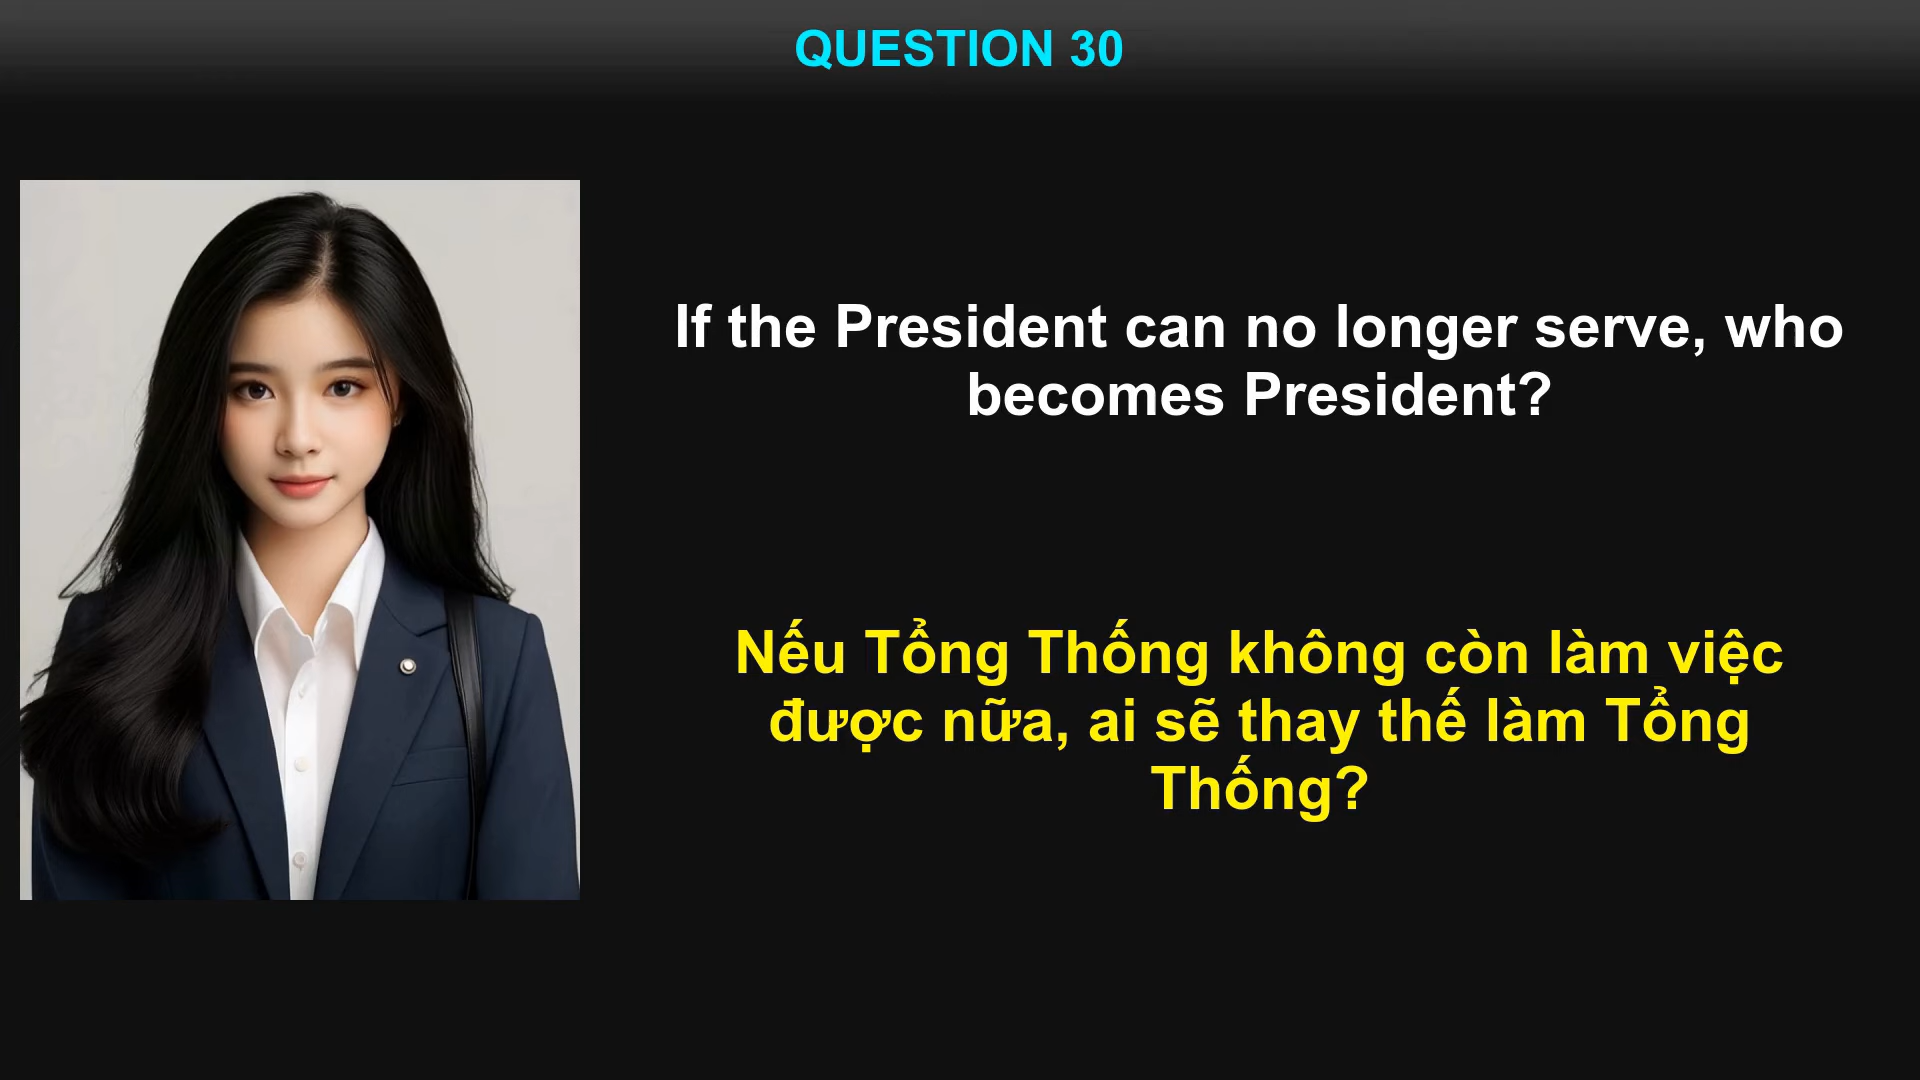 QUESTION 30
If the President can no longer serve, who
becomes President?
Nếu Tổng Thống không còn làm việc
được nữa, ai sẽ thay thế làm Tổng
Thống?